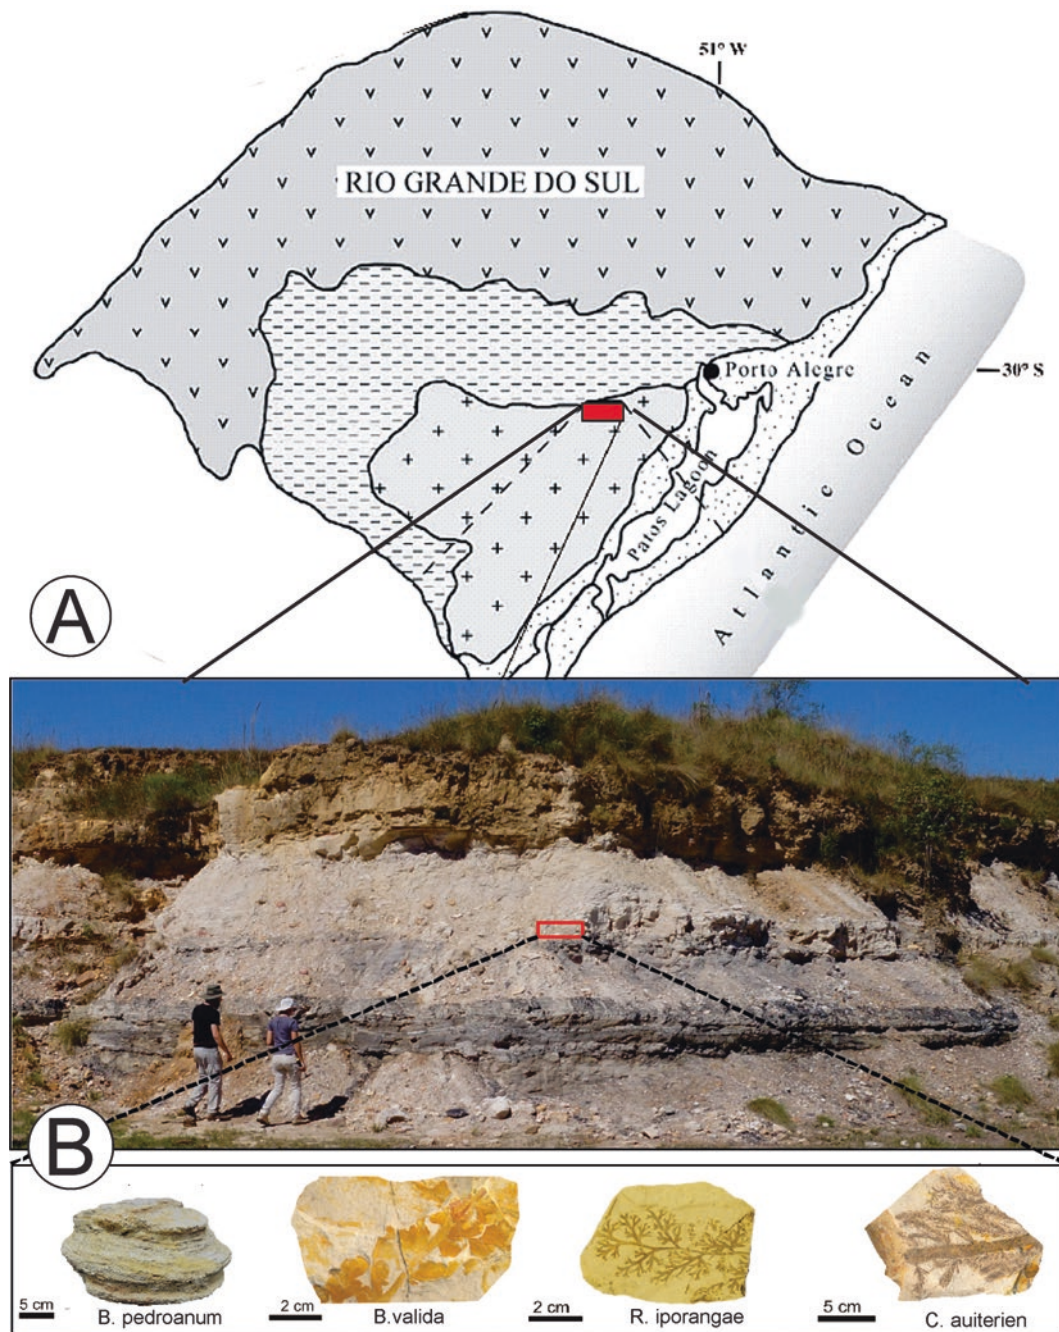 51° W
RIO GRANDE DO SUL
Porto Alegre
30° S
Patos Lagoon
Atlantic Ocean
A
B
5 cm
B. pedroanum
2 cm
B.valida
2 cm
R. iporangae
5 cm
C. auiterien